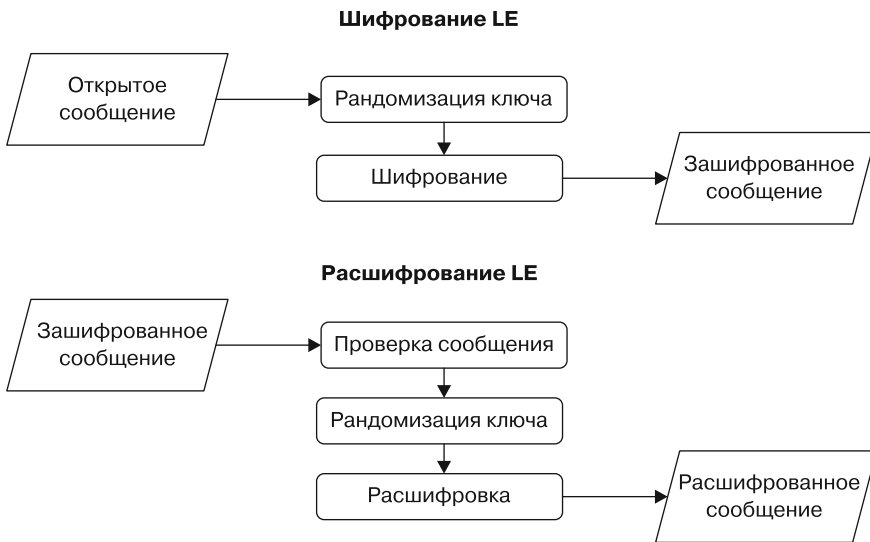 Шифрование LE
Открытое
сообщение
Рандомизация ключа
Шифрование
Зашифрованное
сообщение
Расшифрование LE
Зашифрованное
сообщение
Проверка сообщения
Рандомизация ключа
Расшифровка
Расшифрованное
сообщение